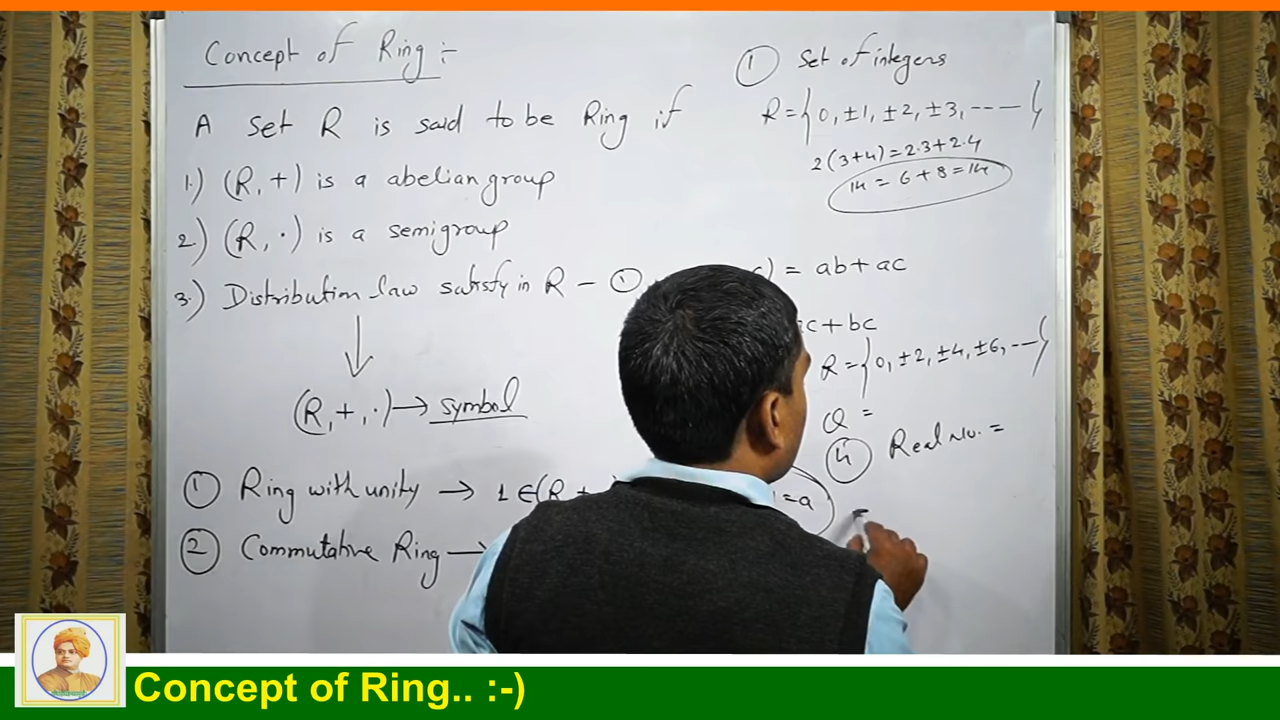 Concept of Ring :-
A set R is said to be Ring if
1.) (R, +) is a abelian group
2.) (R, ·) is a semigroup
3.) Distribution law satisfy in R - ①
c) = ab + ac
c + bc
(R, +, ·) → symbol
① Ring with unity → 1 ∈ (R +
= a
② Commutative Ring →
① Set of integers
R = { 0, ±1, ±2, ±3, ---- }
2(3+4) = 2.3 + 2.4
14 = 6 + 8 = 14
R = { 0, ±2, ±4, ±6, --- }
Q =
④ Real No. =
Concept of Ring.. :-)